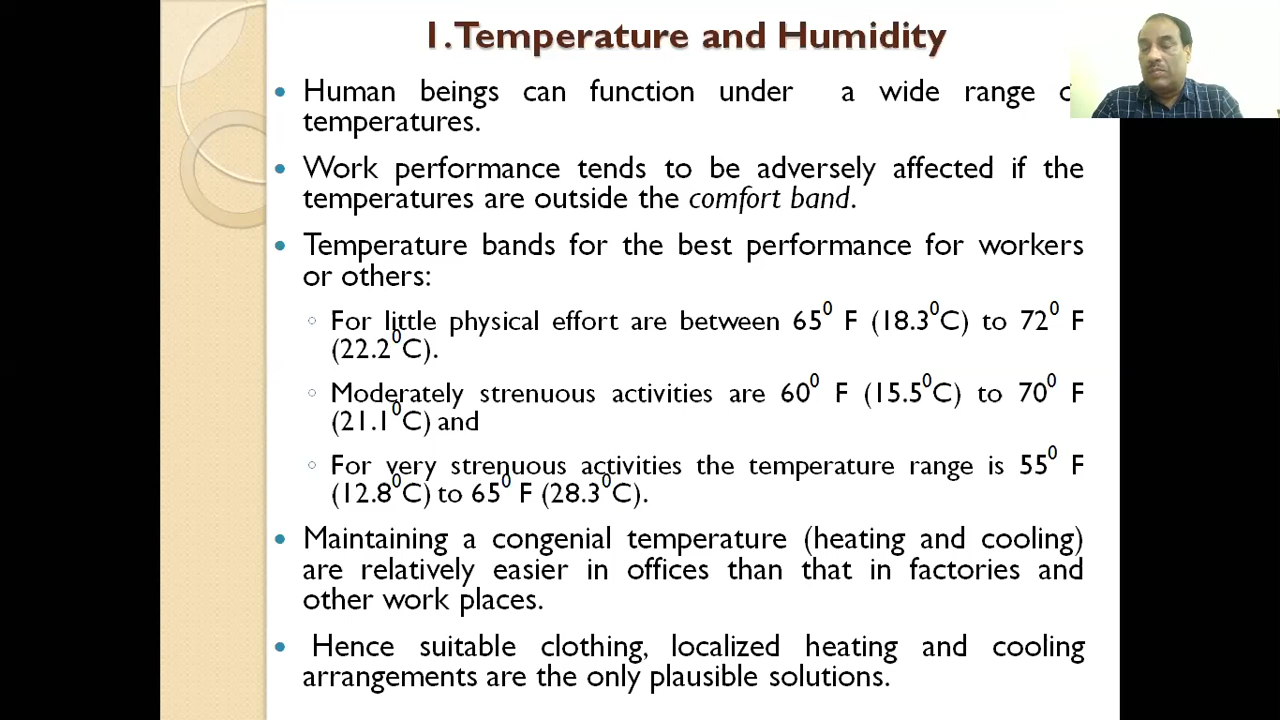 1. Temperature and Humidity
• Human beings can function under a wide range
temperatures.
• Work performance tends to be adversely affected if the
temperatures are outside the comfort band.
• Temperature bands for the best performance for workers
or others:
◦ For little physical effort are between 65⁰ F (18.3⁰C) to 72⁰ F
(22.2⁰C).
◦ Moderately strenuous activities are 60⁰ F (15.5⁰C) to 70⁰ F
(21.1⁰C) and
◦ For very strenuous activities the temperature range is 55⁰ F
(12.8⁰C) to 65⁰ F (28.3⁰C).
• Maintaining a congenial temperature (heating and cooling)
are relatively easier in offices than that in factories and
other work places.
• Hence suitable clothing, localized heating and cooling
arrangements are the only plausible solutions.